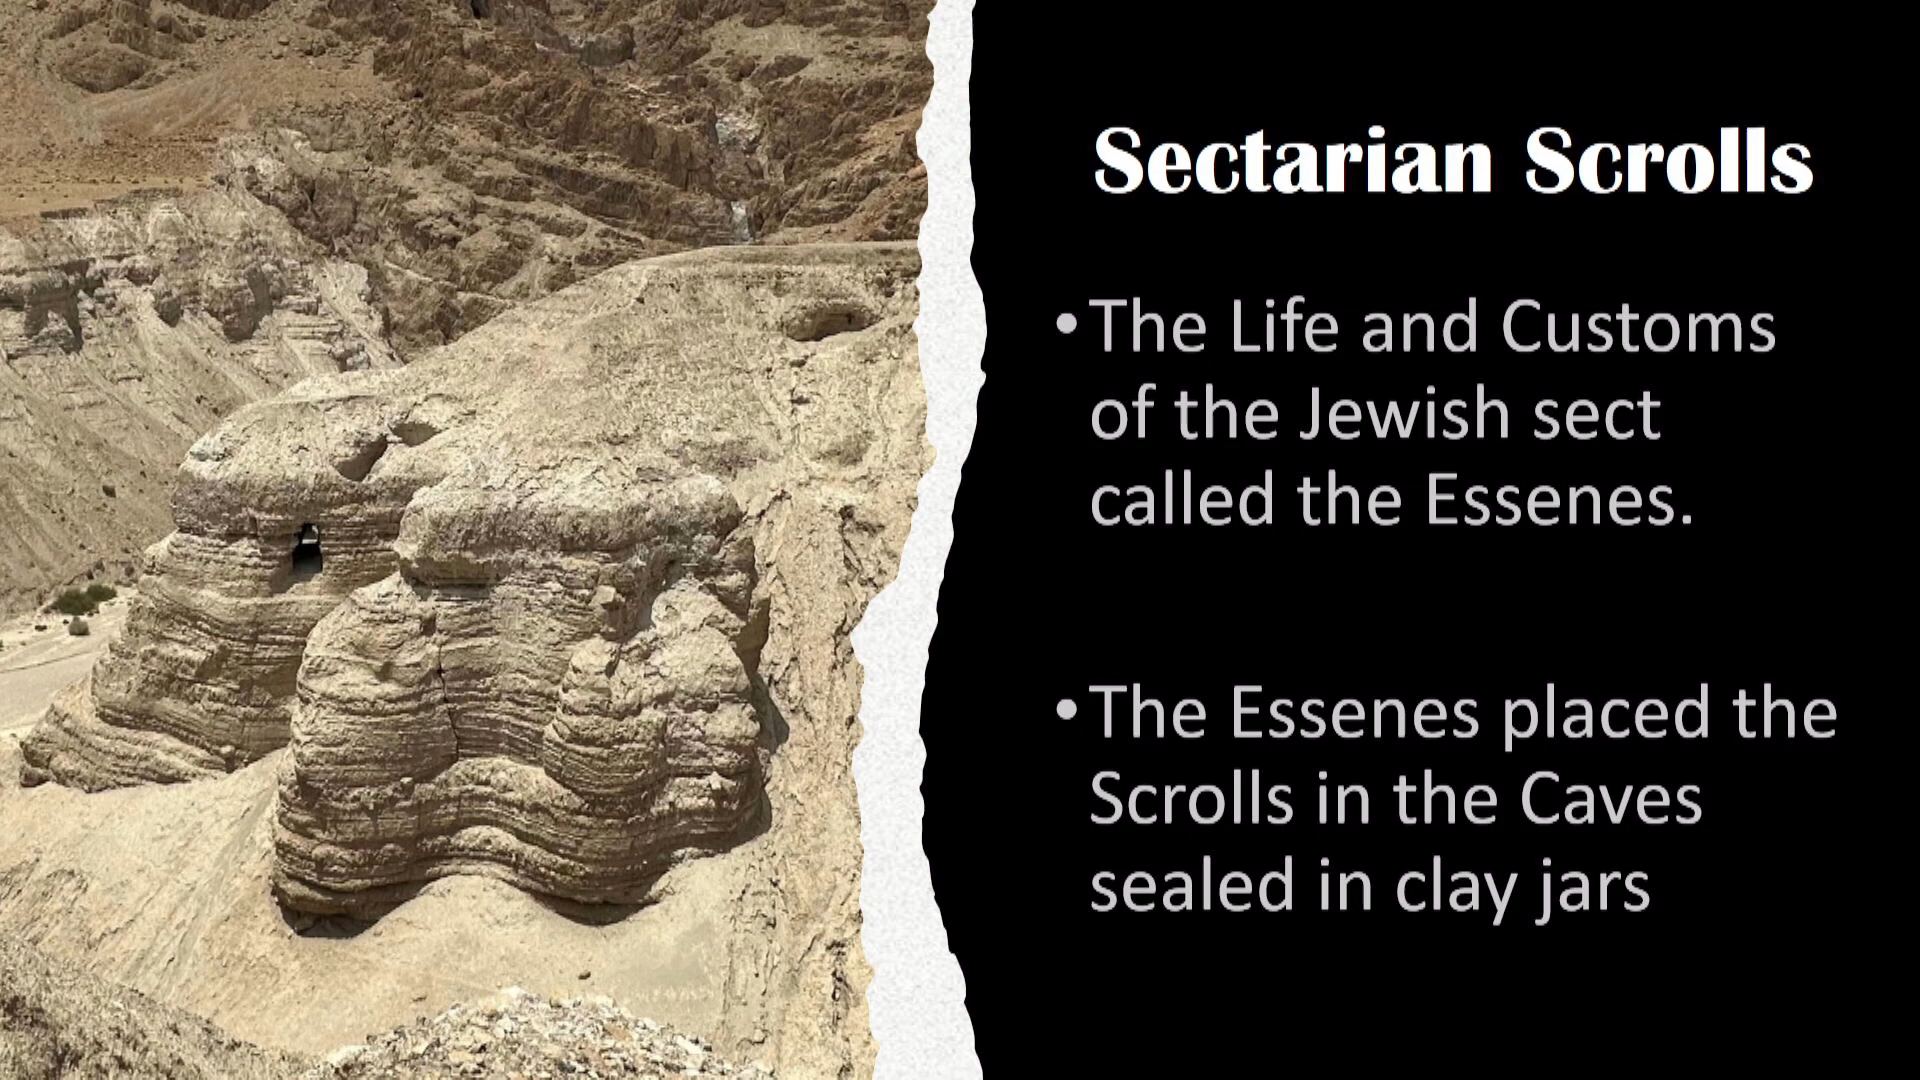 Sectarian Scrolls
•The Life and Customs
of the Jewish sect
called the Essenes.
•The Essenes placed the
Scrolls in the Caves
sealed in clay jars